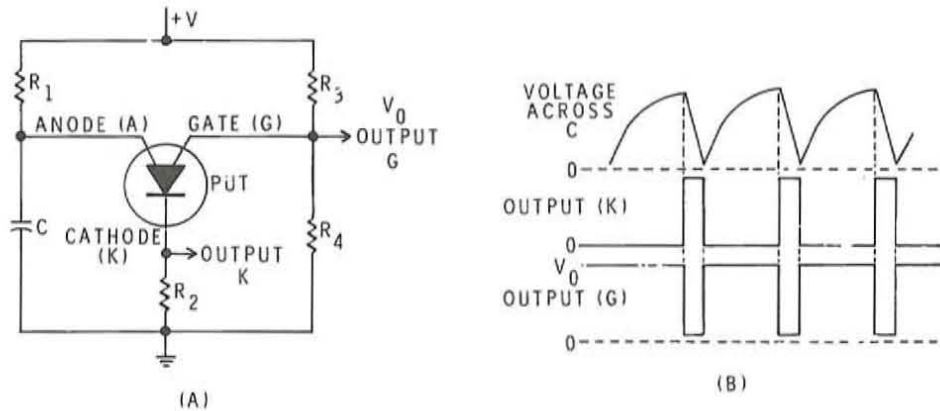 +V
R1
R3
V0
OUTPUT
G
ANODE (A)
GATE (G)
PUT
C
CATHODE
(K)
OUTPUT
K
R4
R2
(A)
VOLTAGE
ACROSS
C
0
OUTPUT (K)
0
V0
OUTPUT (G)
0
(B)